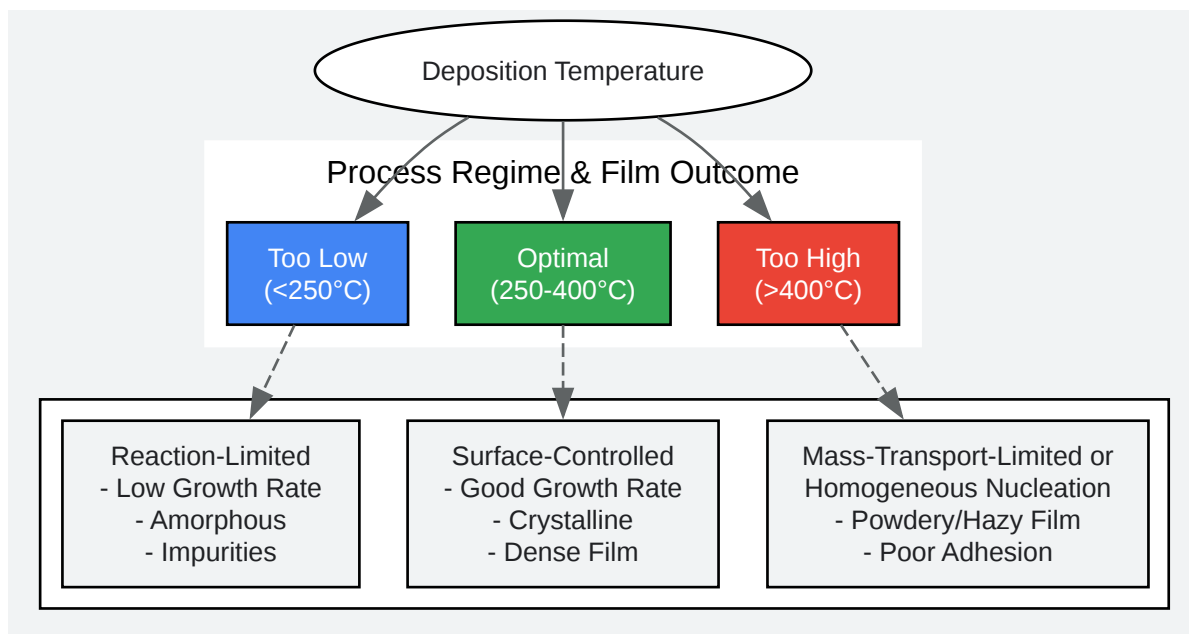 Deposition Temperature
Process Regime & Film Outcome
Too Low
(<250°C)
Optimal
(250-400°C)
Too High
(>400°C)
Reaction-Limited
- Low Growth Rate
- Amorphous
- Impurities
Surface-Controlled
- Good Growth Rate
- Crystalline
- Dense Film
Mass-Transport-Limited or
Homogeneous Nucleation
- Powdery/Hazy Film
- Poor Adhesion